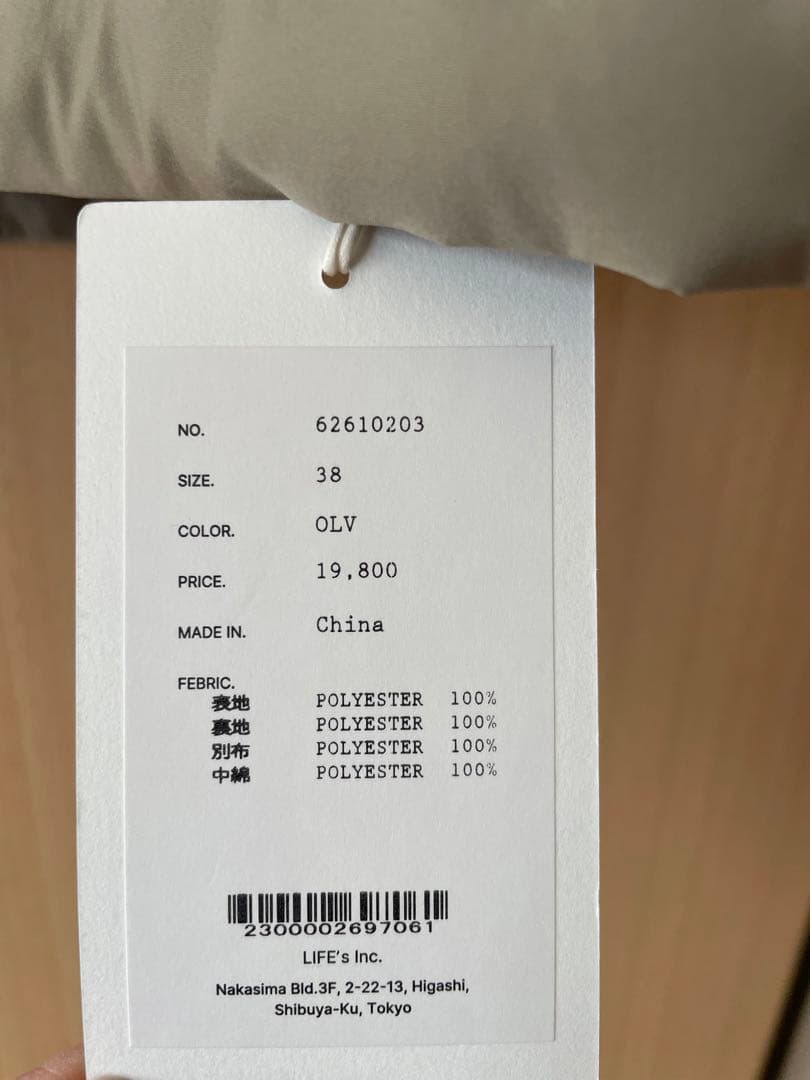 NO. 62610203
SIZE. 38
COLOR. OLV
PRICE. 19,800
MADE IN. China
FEBRIC.
表地 POLYESTER 100%
裏地 POLYESTER 100%
別布 POLYESTER 100%
中綿 POLYESTER 100%
2300002697061
LIFE's Inc.
Nakasima Bld.3F, 2-22-13, Higashi,
Shibuya-Ku, Tokyo